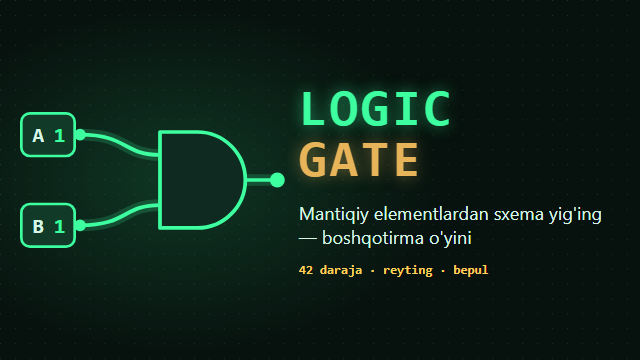 A 1
B 1
LOGIC
GATE
Mantiqiy elementlardan sxema yig'ing
— boshqotirma o'yini
42 daraja · reyting · bepul